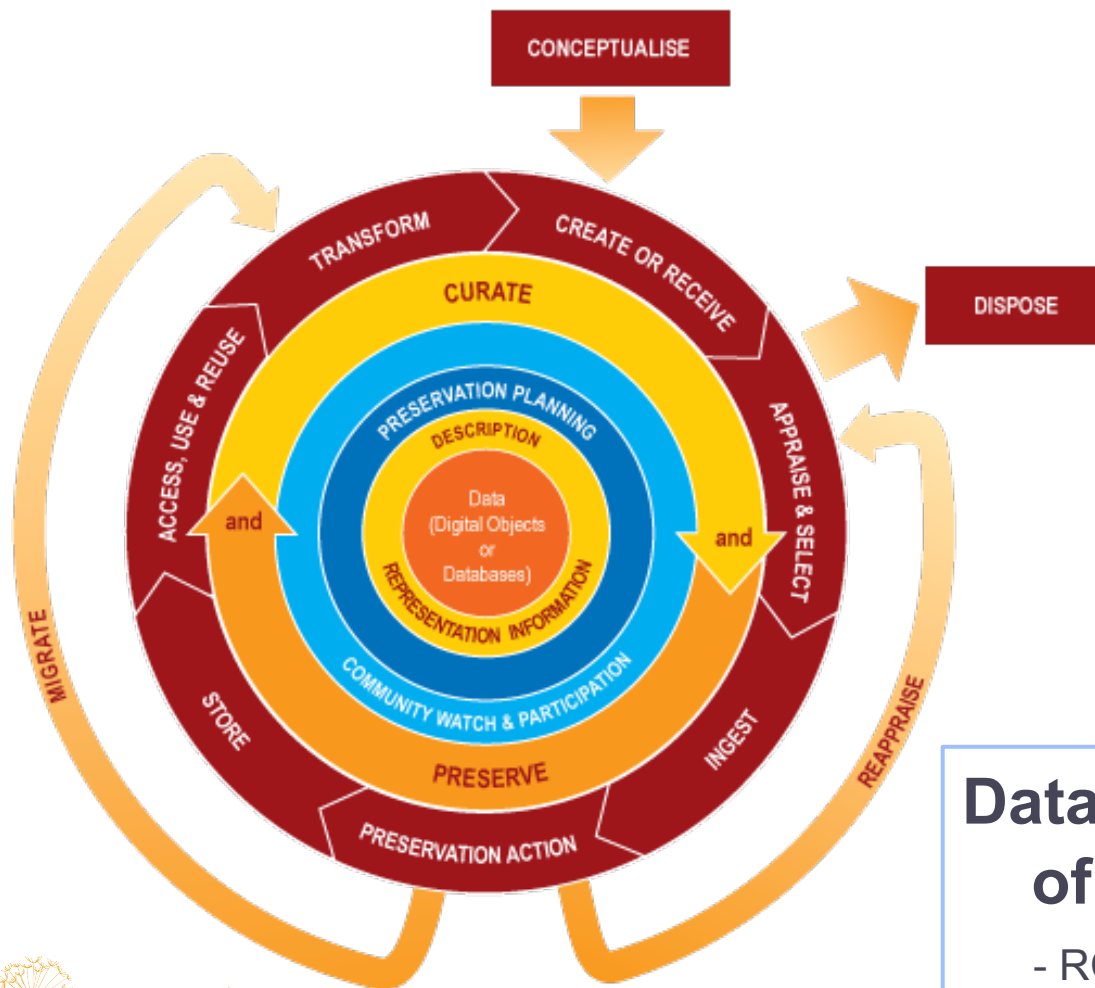 CONCEPTUALISE
TRANSFORM
CREATE OR RECEIVE
CURATE
DISPOSE
ACCESS, USE & REUSE
PRESERVATION PLANNING
DESCRIPTION
APPRAISE & SELECT
Data
(Digital Objects
or
Databases)
and
and
REPRESENTATION INFORMATION
COMMUNITY WATCH & PARTICIPATION
MIGRATE
STORE
INGEST
REAPPRAISE
PRESERVE
PRESERVATION ACTION
Data
of